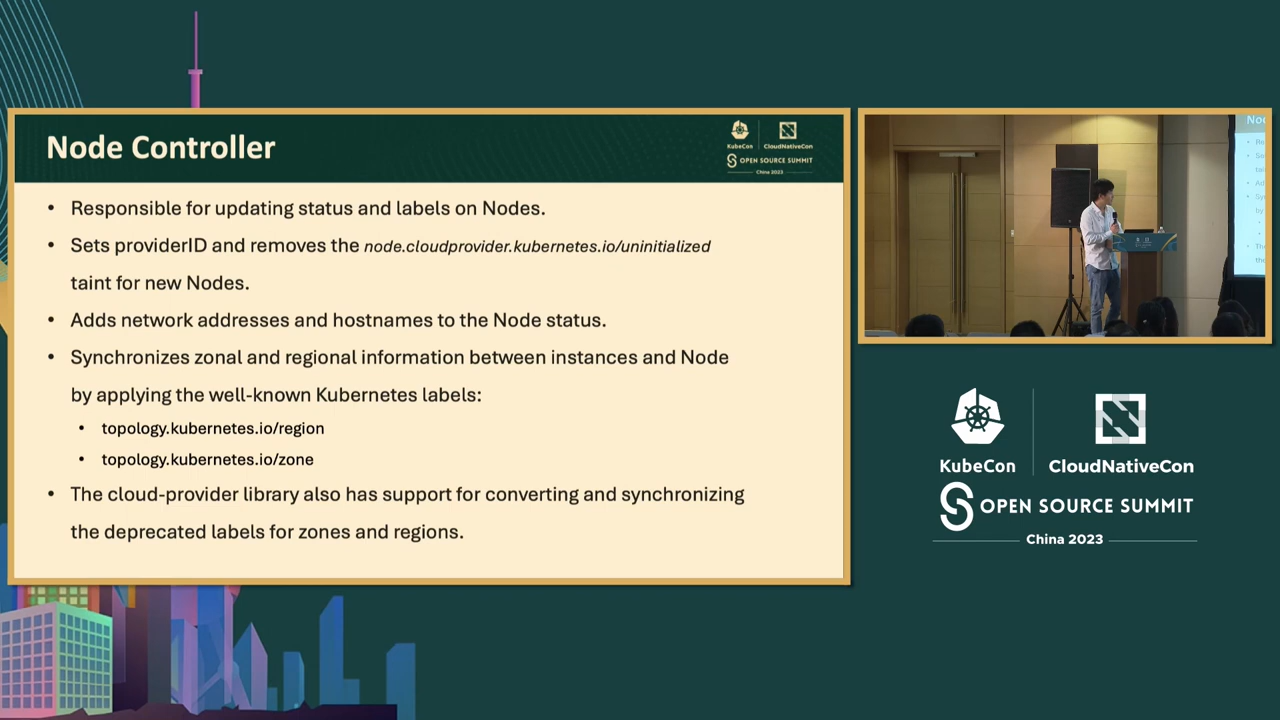 Node Controller
KubeCon
CloudNativeCon
OPEN SOURCE SUMMIT
China 2023
• Responsible for updating status and labels on Nodes.
• Sets providerID and removes the node.cloudprovider.kubernetes.io/uninitialized
taint for new Nodes.
• Adds network addresses and hostnames to the Node status.
• Synchronizes zonal and regional information between instances and Node
by applying the well-known Kubernetes labels:
• topology.kubernetes.io/region
• topology.kubernetes.io/zone
• The cloud-provider library also has support for converting and synchronizing
the deprecated labels for zones and regions.
KubeCon
CloudNativeCon
OPEN SOURCE SUMMIT
China 2023